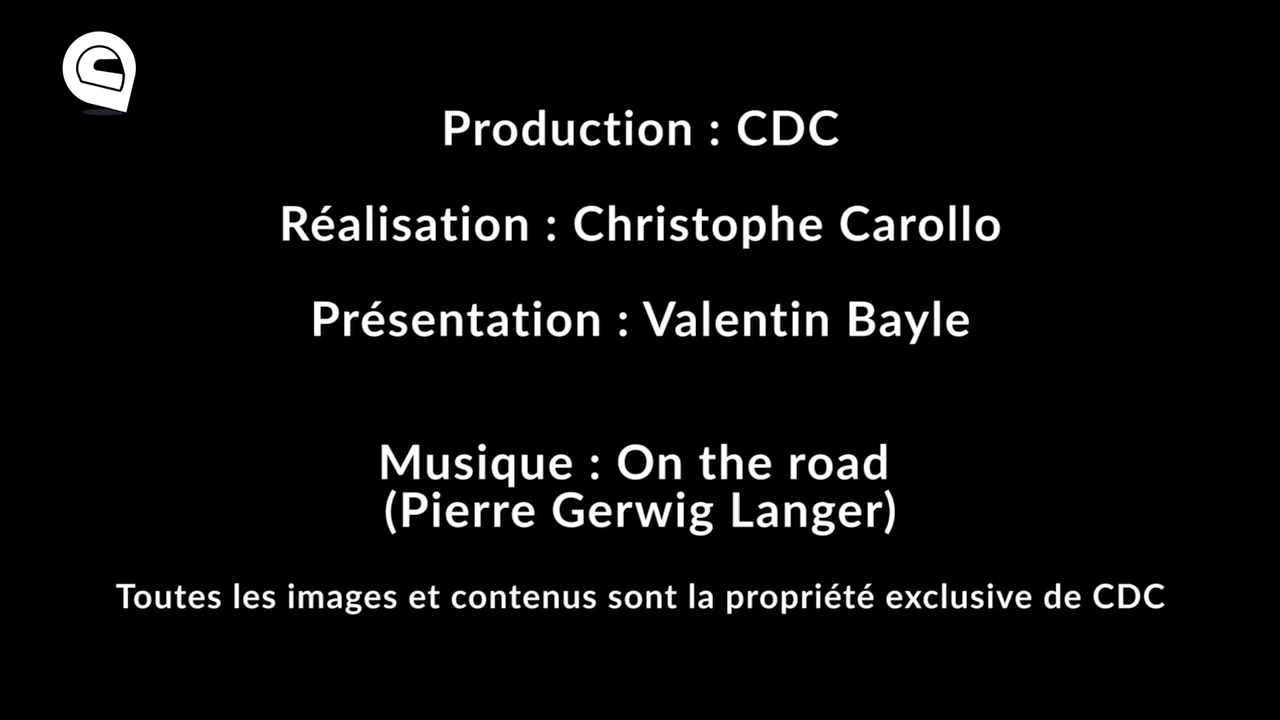 Production : CDC
Réalisation : Christophe Carollo
Présentation : Valentin Bayle
Musique : On the road
(Pierre Gerwig Langer)
Toutes les images et contenus sont la propriété exclusive de CDC